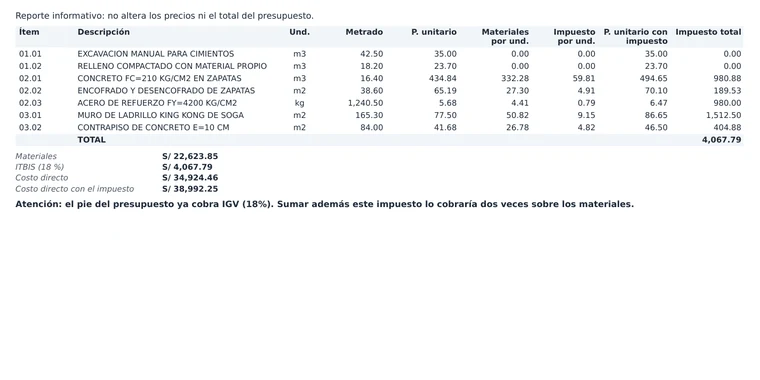 Reporte informativo: no altera los precios ni el total del presupuesto.
Ítem Descripción Und. Metrado P. unitario Materiales por und. Impuesto por und. P. unitario con impuesto Impuesto total
01.01 EXCAVACION MANUAL PARA CIMIENTOS m3 42.50 35.00 0.00 0.00 35.00 0.00
01.02 RELLENO COMPACTADO CON MATERIAL PROPIO m3 18.20 23.70 0.00 0.00 23.70 0.00
02.01 CONCRETO FC=210 KG/CM2 EN ZAPATAS m3 16.40 434.84 332.28 59.81 494.65 980.88
02.02 ENCOFRADO Y DESENCOFRADO DE ZAPATAS m2 38.60 65.19 27.30 4.91 70.10 189.53
02.03 ACERO DE REFUERZO FY=4200 KG/CM2 kg 1,240.50 5.68 4.41 0.79 6.47 980.00
03.01 MURO DE LADRILLO KING KONG DE SOGA m2 165.30 77.50 50.82 9.15 86.65 1,512.50
03.02 CONTRAPISO DE CONCRETO E=10 CM m2 84.00 41.68 26.78 4.82 46.50 404.88
TOTAL 4,067.79
Materiales S/ 22,623.85
ITBIS (18 %) S/ 4,067.79
Costo directo S/ 34,924.46
Costo directo con el impuesto S/ 38,992.25
Atención: el pie del presupuesto ya cobra IGV (18%). Sumar además este impuesto lo cobraría dos veces sobre los materiales.